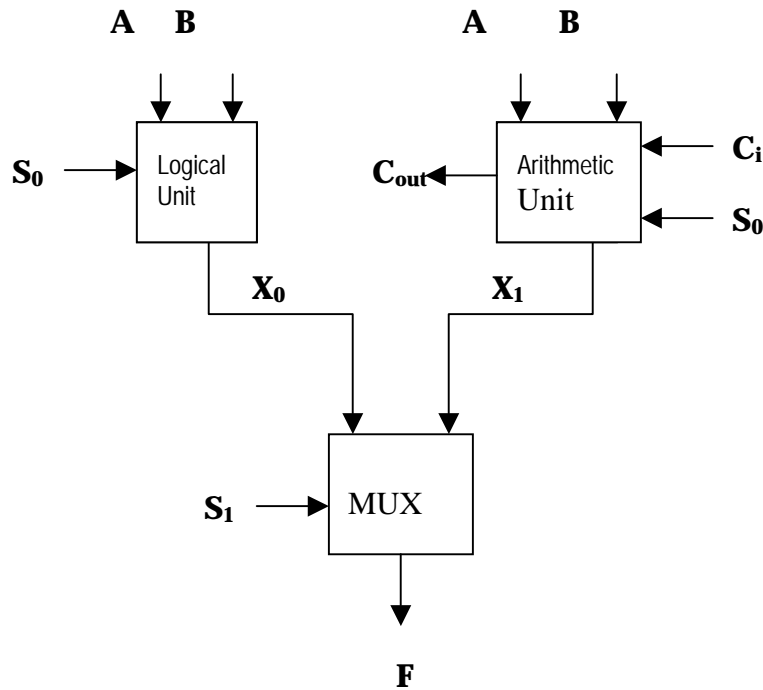 A B
A B
S₀
Logical
Unit
Cout
Arithmetic
Unit
Cᵢ
S₀
X₀
X₁
S₁
MUX
F